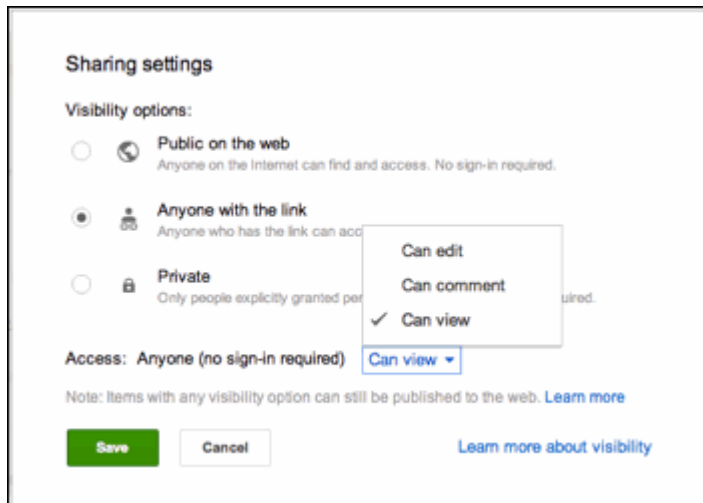 Sharing settings
Visibility options:
Public on the web
Anyone on the Internet can find and access. No sign-in required.
Anyone with the link
Anyone who has the link can acc
Can edit
Private
Can comment
Only people explicitly granted per
uired.
Can view
Access: Anyone (no sign-in required) Can view
Note: Items with any visibility option can still be published to the web. Learn more
Save Cancel Learn more about visibility